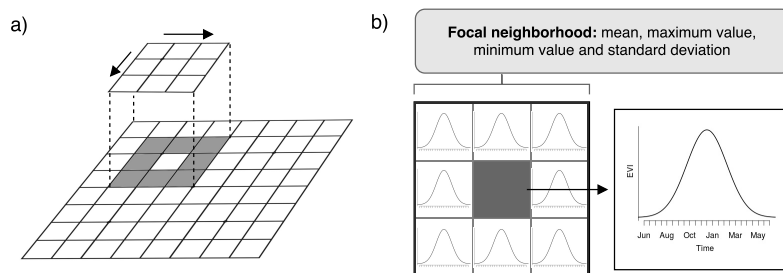 a)
b)
Focal neighborhood: mean, maximum value,
minimum value and standard deviation
EVI
Jun Aug Oct Jan Mar May
Time